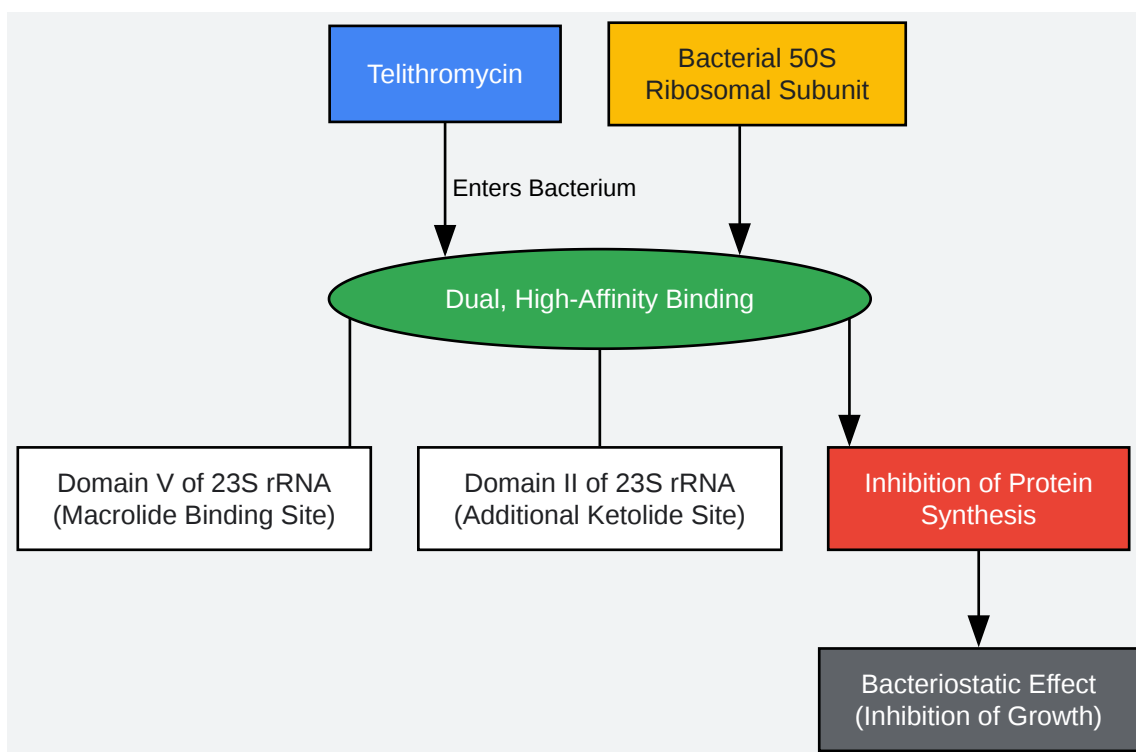 Telithromycin
Bacterial 50S
Ribosomal Subunit
Enters Bacterium
Dual, High-Affinity Binding
Domain V of 23S rRNA
(Macrolide Binding Site)
Domain II of 23S rRNA
(Additional Ketolide Site)
Inhibition of Protein
Synthesis
Bacteriostatic Effect
(Inhibition of Growth)